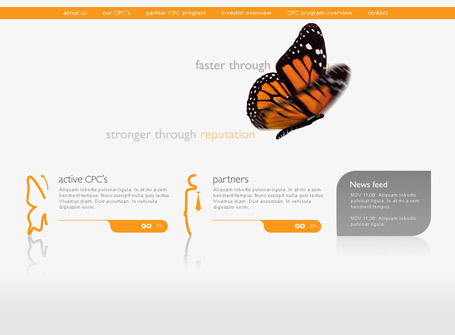 about us our CPC's partner CPC program investor overview CPC program overview contact
faster through
stronger through reputation
active CPC's
Aliquam lobortis pulvinar ligula. In at mi a sem
hendrerit tempus. Nunc suscipit nulla quis lectus.
Vivamus diam. Duis accumsan. In vehicula
dignissim enim.
GO
partners
Aliquam lobortis pulvinar ligula. In at mi a sem
hendrerit tempus. Nunc suscipit nulla quis lectus.
Vivamus diam. Duis accumsan. In vehicula
dignissim enim.
GO
News feed
NOV 11,08: Aliquam lobortis
pulvinar ligula. In at mi a sem
hendrerit tempus.
NOV 11,08: Aliquam lobortis
pulvinar ligula.